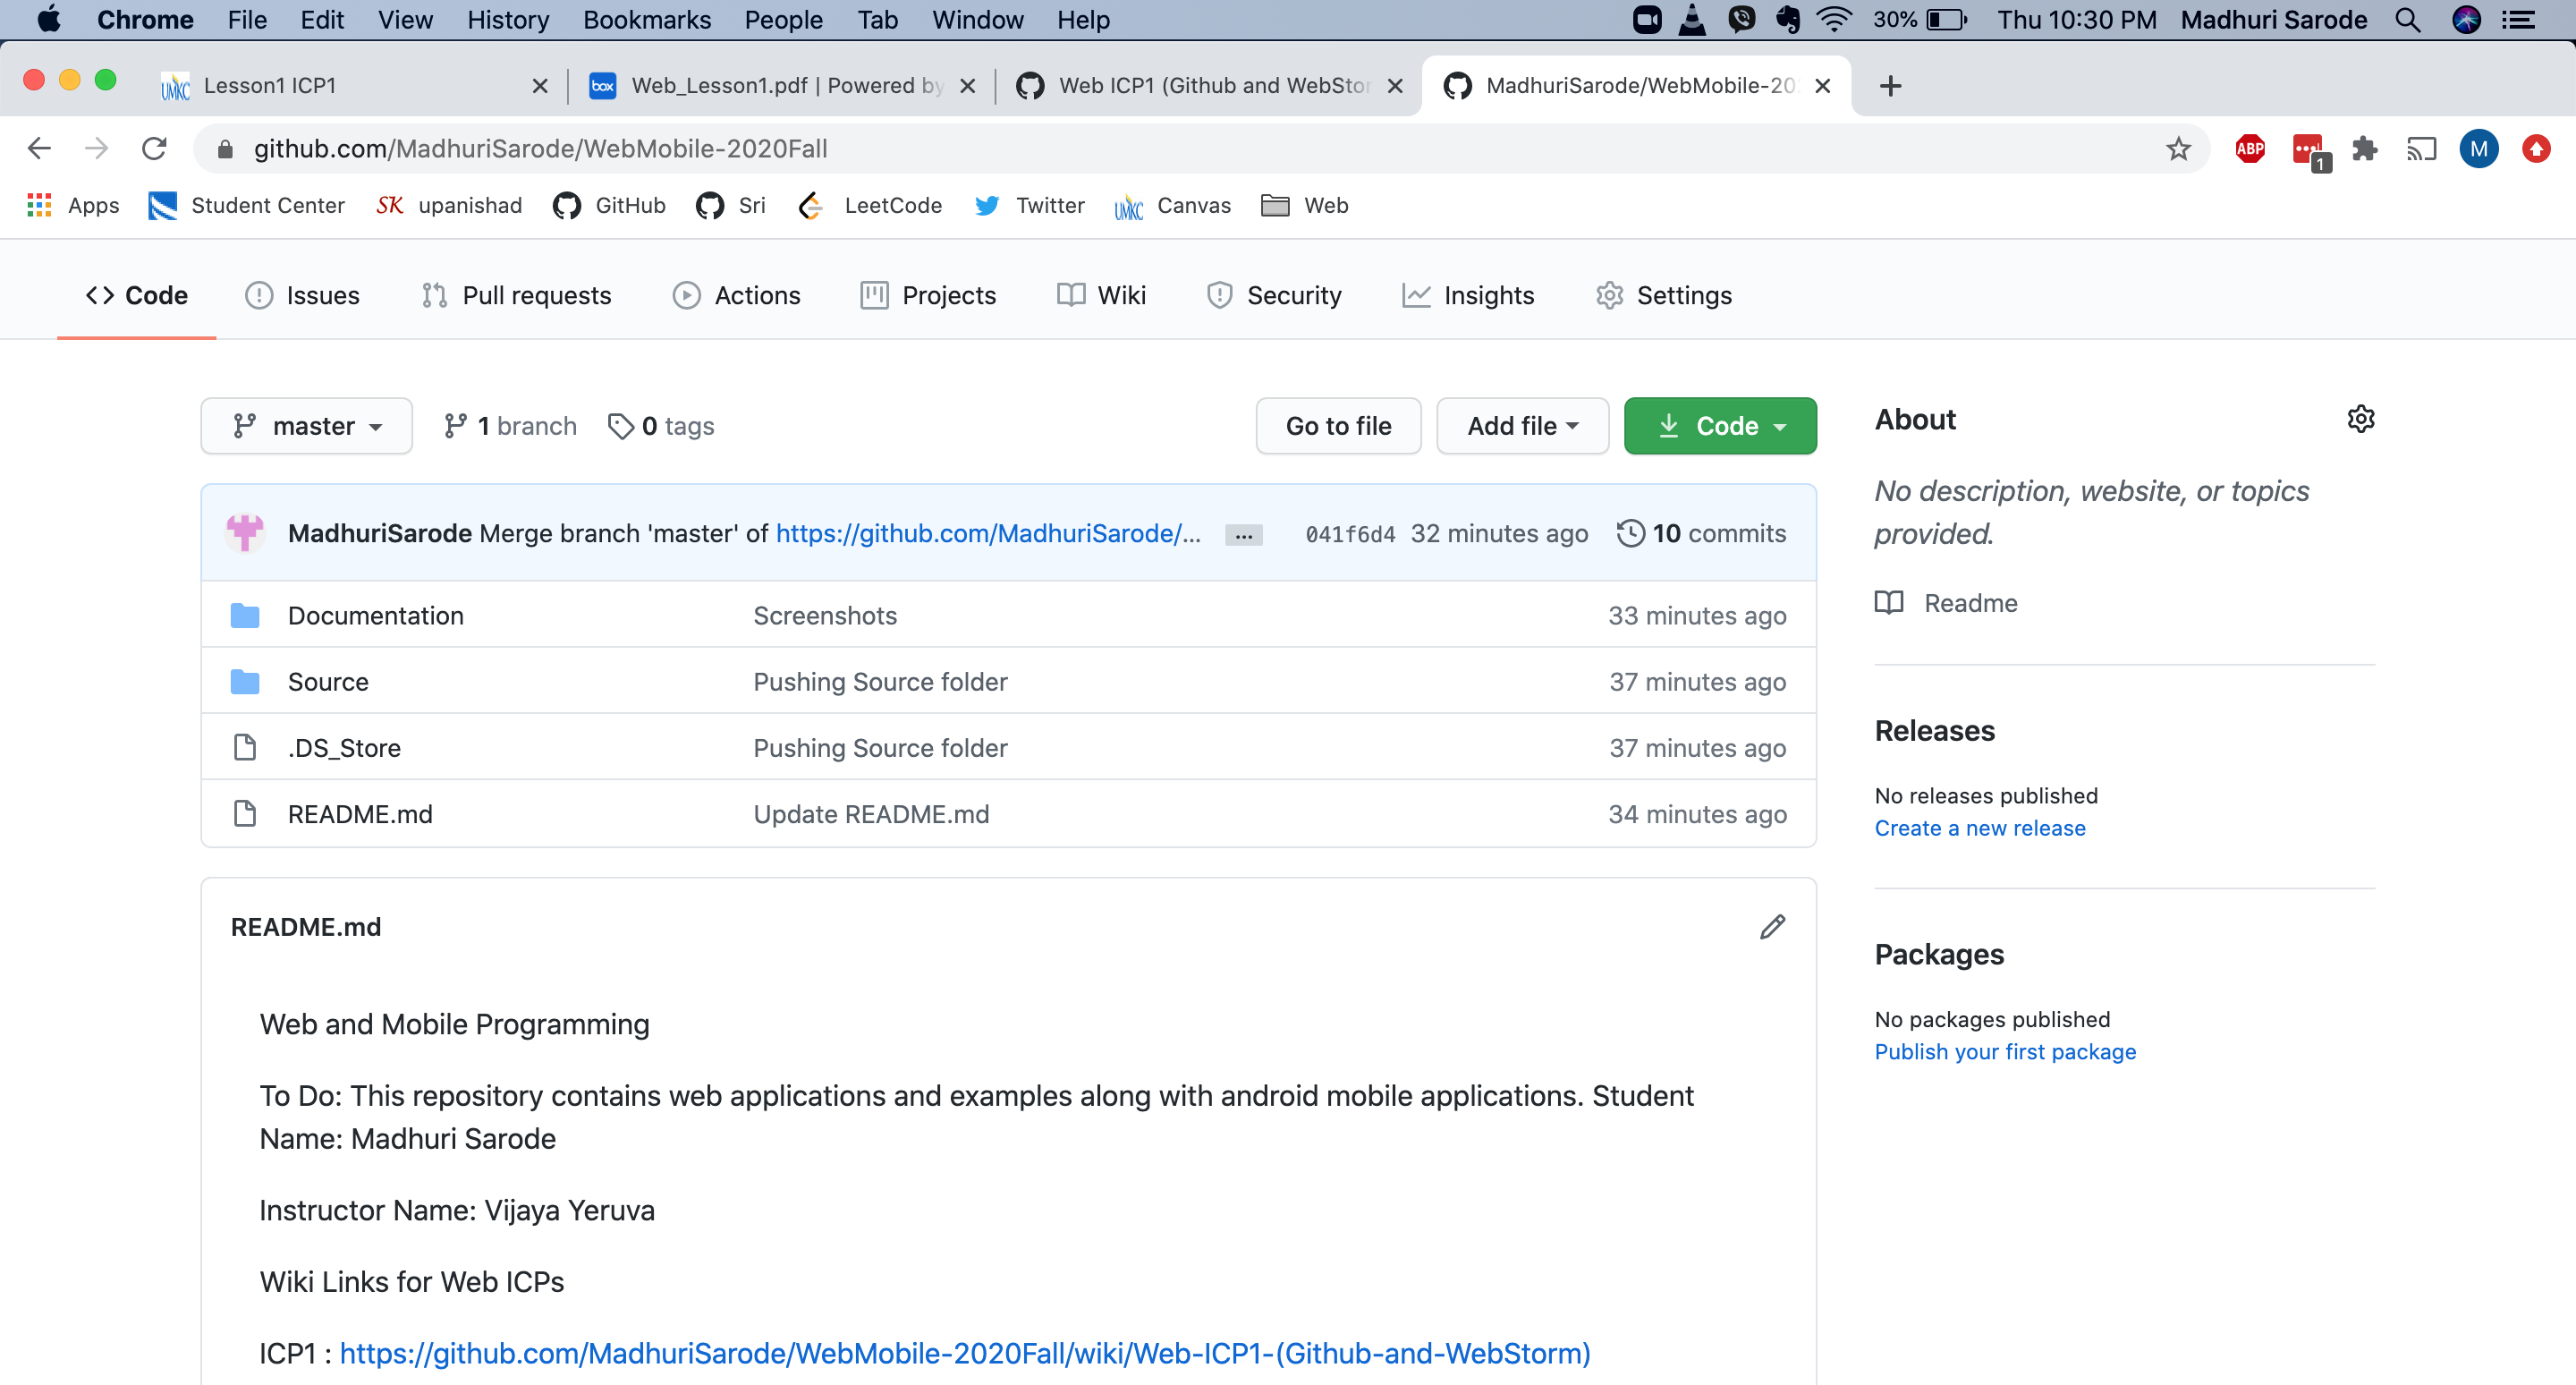 Chrome File Edit View History Bookmarks People Tab Window Help 30% Thu 10:30 PM Madhuri Sarode
UMKC Lesson1 ICP1 box Web_Lesson1.pdf | Powered by Web ICP1 (Github and WebStor MadhuriSarode/WebMobile-20
github.com/MadhuriSarode/WebMobile-2020Fall ABP 1 M
Apps Student Center SK upanishad GitHub Sri LeetCode Twitter UMKC Canvas Web
<> Code Issues Pull requests Actions Projects Wiki Security Insights Settings
master 1 branch 0 tags Go to file Add file Code
MadhuriSarode Merge branch 'master' of https://github.com/MadhuriSarode/... ... 041f6d4 32 minutes ago 10 commits
Documentation Screenshots 33 minutes ago
Source Pushing Source folder 37 minutes ago
.DS_Store Pushing Source folder 37 minutes ago
README.md Update README.md 34 minutes ago
README.md
Web and Mobile Programming
To Do: This repository contains web applications and examples along with android mobile applications. Student
Name: Madhuri Sarode
Instructor Name: Vijaya Yeruva
Wiki Links for Web ICPs
ICP1 : https://github.com/MadhuriSarode/WebMobile-2020Fall/wiki/Web-ICP1-(Github-and-WebStorm)
About
No description, website, or topics
provided.
Readme
Releases
No releases published
Create a new release
Packages
No packages published
Publish your first package